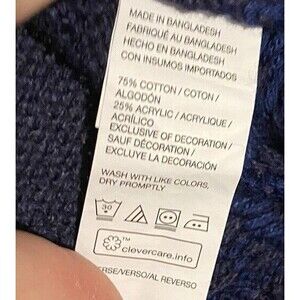 MADE IN BANGLADESH
FABRIQUÉ AU BANGLADESH
HECHO EN BANGLADESH
CON INSUMOS IMPORTADOS
75% COTTON / COTON /
ALGODÓN
25% ACRYLIC / ACRYLIQUE /
ACRÍLICO
EXCLUSIVE OF DECORATION /
SAUF DÉCORATION /
EXCLUYE LA DECORACIÓN
WASH WITH LIKE COLORS,
DRY PROMPTLY
30
TM
clevercare.info
ERSE/VERSO/AL REVERSO